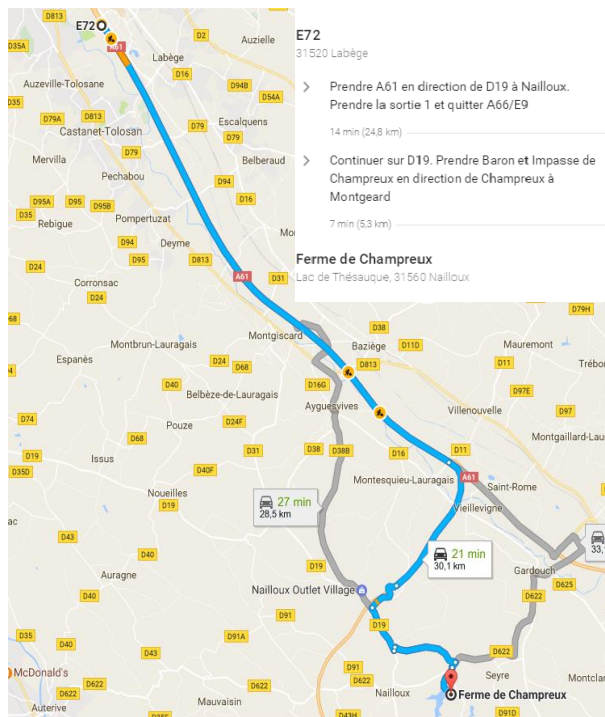 E72
31520 Labège
Prendre A61 en direction de D19 à Nailloux.
Prendre la sortie 1 et quitter A66/E9
14 min (24,8 km)
Continuer sur D19. Prendre Baron et Impasse de
Champreux en direction de Champreux à
Montgeard
7 min (5,3 km)
Ferme de Champreux
Lac de Thésauque, 31560 Nailloux
D813
E72
A61
D2
Auzielle
D35A
Labège
D16
D94B
D54A
Auzeville-Tolosane
D35
D79A
D813
Escalquens
Castanet-Tolosan
D79
D79
Belberaud
Mervilla
Pechabou
D94
D95A
D95
D95B
D16
D35
Rebigue
Pompertuzat
D94
Deyme
D95
D813
D24
A61
D31
Corronsac
D24
D79H
D38
Montgiscard
Montbrun-Lauragais
Baziège
D11D
Mauremont
D24
D68
D813
D11
Espanès
D40
D16G
D97E
Belbèze-de-Lauragais
Ayguesvives
Villenouvelle
D74
Pouze
D24F
D97
D68
Montgaillard-Lau
D19
Issus
D31
D38
D38B
D16
D11
D35D
D40F
A61
Montesquieu-Lauragais
Saint-Rome
Noueilles
27 min
28,5 km
Vieillevigne
D43
21 min
30,1 km
D40
Gardouch
Auragne
D19
D625
D40
Nailloux Outlet Village
D622
D91
D35
D40
D91A
D19
D43
D622
McDonald's
D91
Seyre
D622
D622
Nailloux
Ferme de Champreux
Mauvaisin
Auterive
D43H
D91D